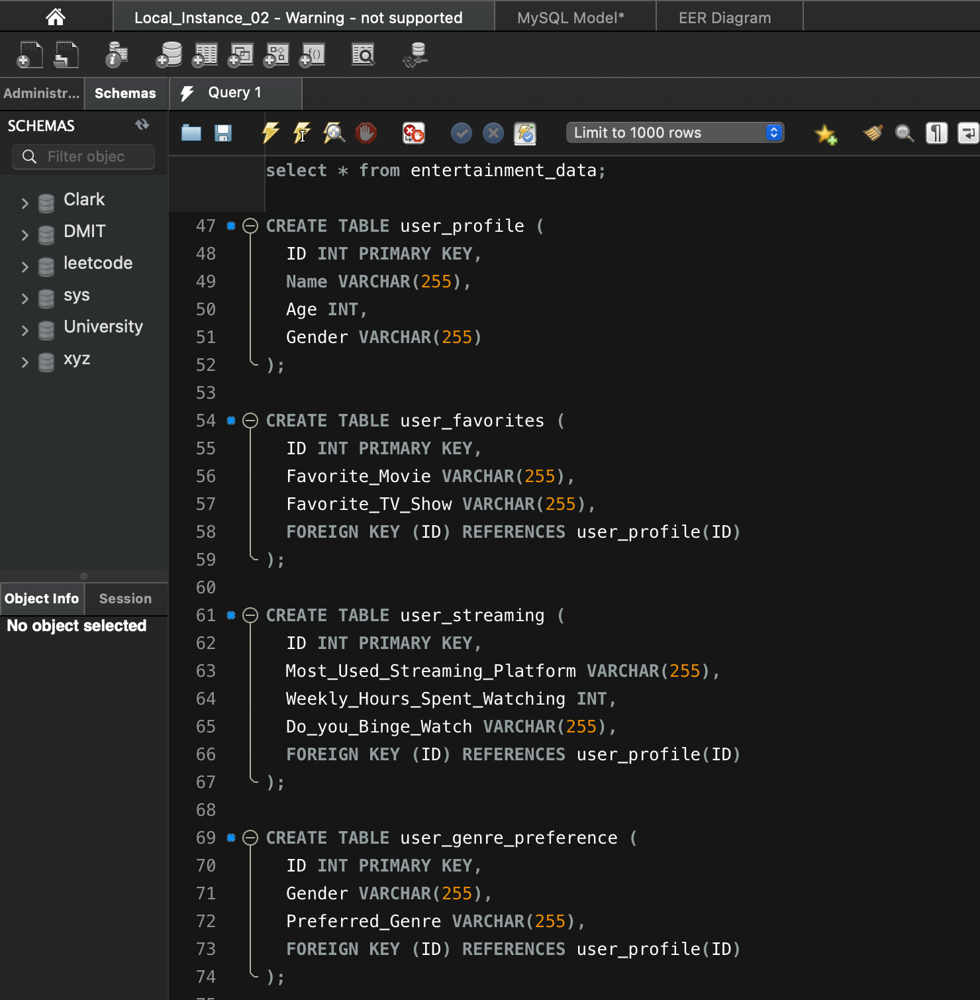 Local_Instance_02 - Warning - not supported
MySQL Model*
EER Diagram
Administr...
Schemas
Query 1
SCHEMAS
Limit to 1000 rows
Filter objec
Clark
DMIT
leetcode
sys
University
xyz
Object Info
Session
No object selected
select * from entertainment_data;
47 CREATE TABLE user_profile (
48 ID INT PRIMARY KEY,
49 Name VARCHAR(255),
50 Age INT,
51 Gender VARCHAR(255)
52 );
53
54 CREATE TABLE user_favorites (
55 ID INT PRIMARY KEY,
56 Favorite_Movie VARCHAR(255),
57 Favorite_TV_Show VARCHAR(255),
58 FOREIGN KEY (ID) REFERENCES user_profile(ID)
59 );
60
61 CREATE TABLE user_streaming (
62 ID INT PRIMARY KEY,
63 Most_Used_Streaming_Platform VARCHAR(255),
64 Weekly_Hours_Spent_Watching INT,
65 Do_you_Binge_Watch VARCHAR(255),
66 FOREIGN KEY (ID) REFERENCES user_profile(ID)
67 );
68
69 CREATE TABLE user_genre_preference (
70 ID INT PRIMARY KEY,
71 Gender VARCHAR(255),
72 Preferred_Genre VARCHAR(255),
73 FOREIGN KEY (ID) REFERENCES user_profile(ID)
74 );